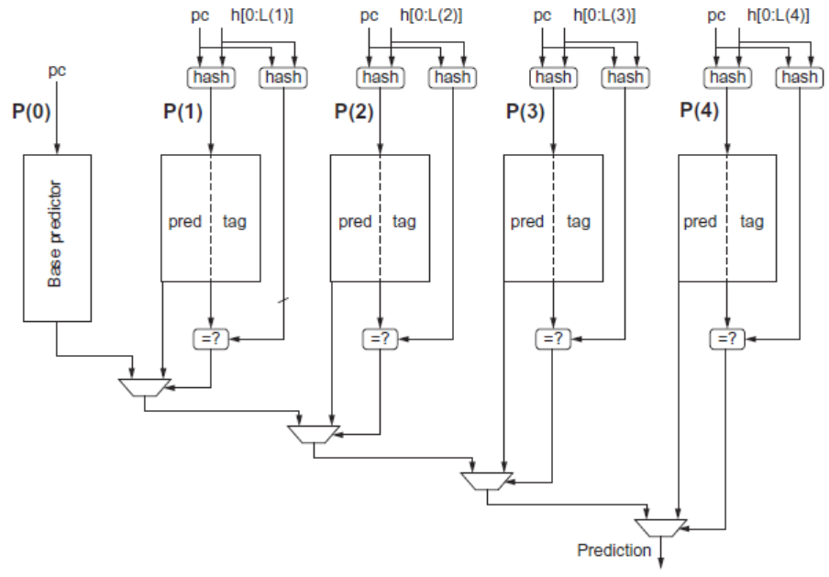 pc h[0:L(1)] pc h[0:L(2)] pc h[0:L(3)] pc h[0:L(4)]
hash hash hash hash hash hash hash hash
pc
P(0) P(1) P(2) P(3) P(4)
Base predictor
pred tag pred tag pred tag pred tag
=? =? =? =?
Prediction